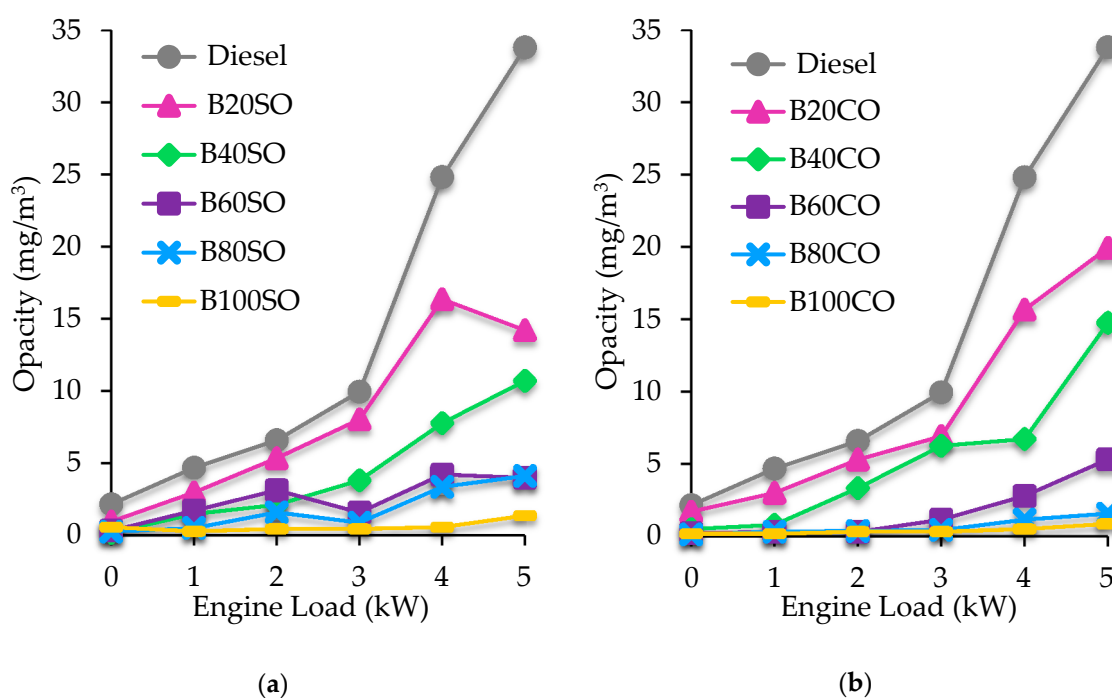 35
30
25
20
15
10
5
0
Opacity (mg/m³)
Diesel
B20SO
B40SO
B60SO
B80SO
B100SO
0 1 2 3 4 5
Engine Load (kW)
(a)
35
30
25
20
15
10
5
0
Opacity (mg/m³)
Diesel
B20CO
B40CO
B60CO
B80CO
B100CO
0 1 2 3 4 5
Engine Load (kW)
(b)